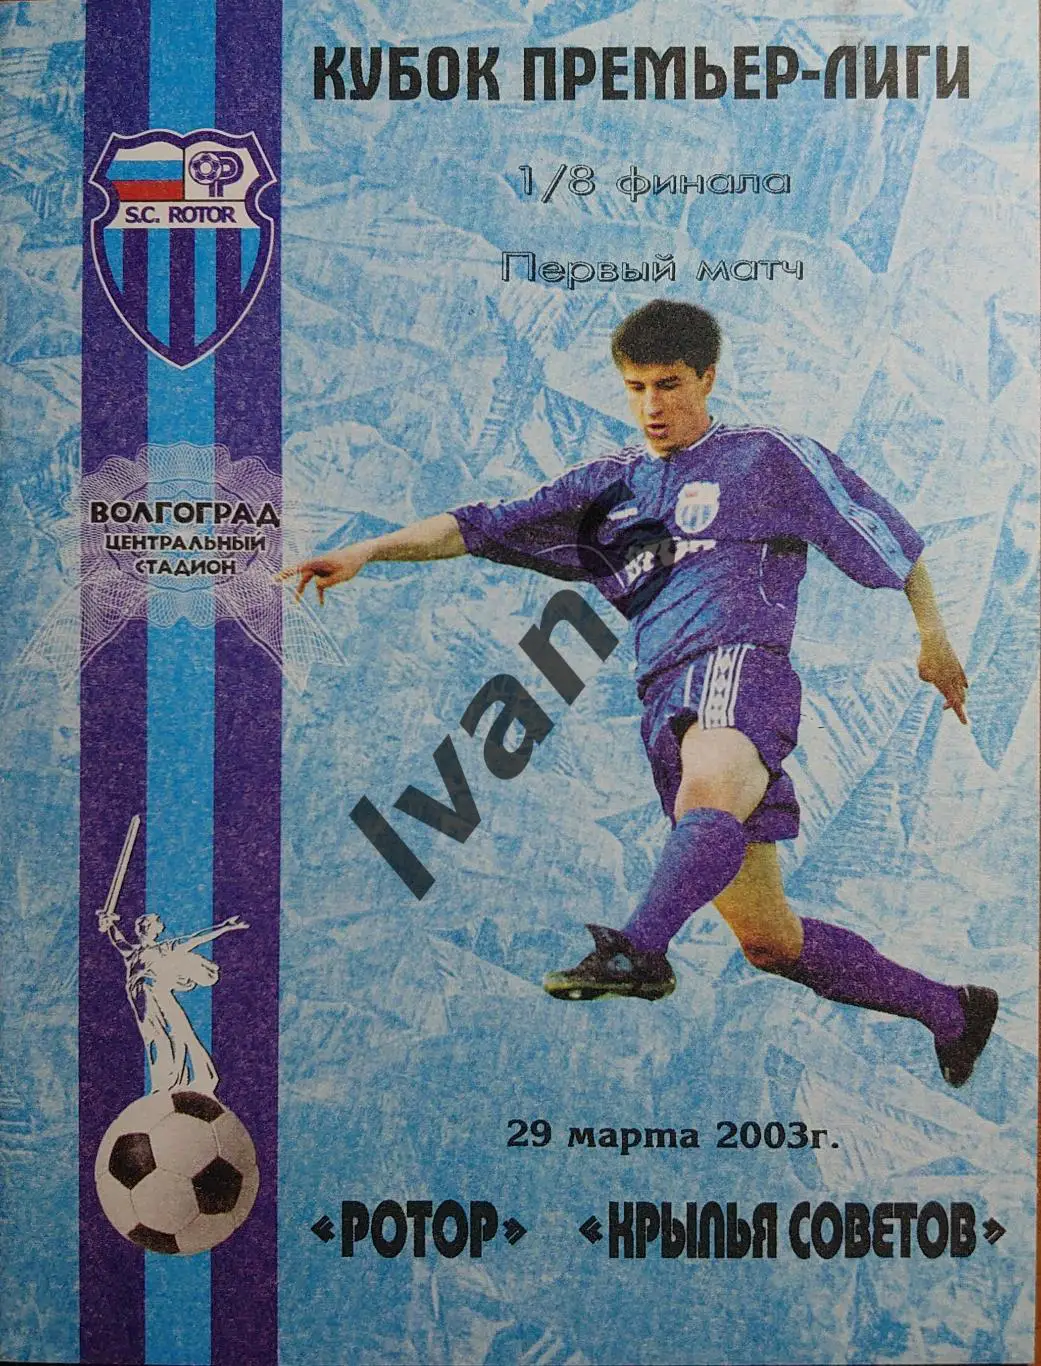 КУБОК ПРЕМЬЕР-ЛИГИ
1/8 финала
Первый матч
S.C. ROTOR
ВОЛГОГРАД
ЦЕНТРАЛЬНЫЙ
СТАДИОН
Ivan S
29 марта 2003г.
«РОТОР» «КРЫЛЬЯ СОВЕТОВ»